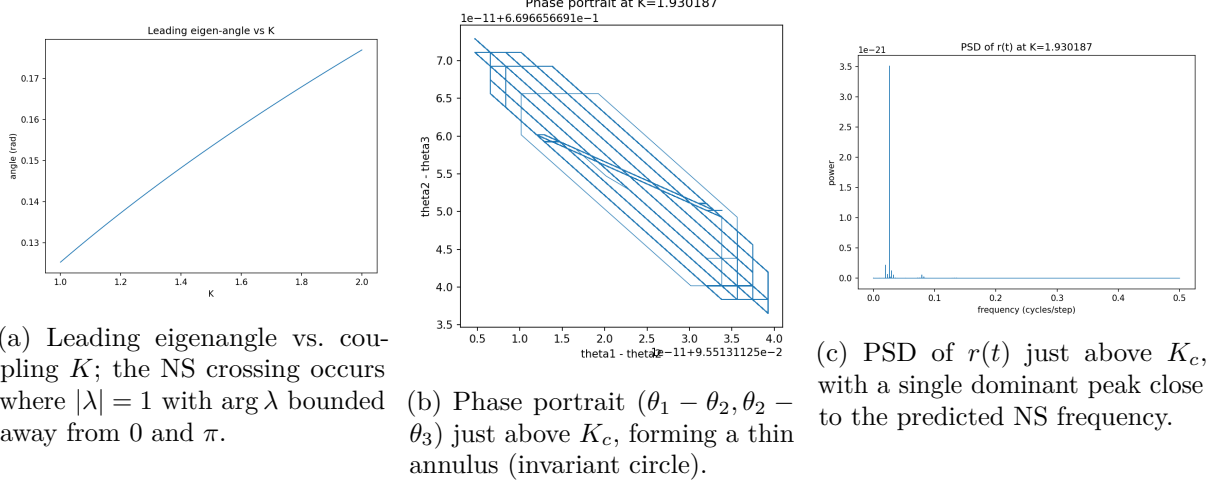 Leading eigen-angle vs K
angle (rad)
0.17
0.16
0.15
0.14
0.13
1.0 1.2 1.4 1.6 1.8 2.0
K
(a) Leading eigenangle vs. cou-
pling K; the NS crossing occurs
where |λ| = 1 with arg λ bounded
away from 0 and π.
Phase portrait at K=1.930187
1e-11+6.696656691e-1
theta2 - theta3
7.0
6.5
6.0
5.5
5.0
4.5
4.0
3.5
0.5 1.0 1.5 2.0 2.5 3.0 3.5 4.0
theta1 - theta2 1e-11+9.55131125e-2
(b) Phase portrait (θ1 − θ2, θ2 −
θ3) just above Kc, forming a thin
annulus (invariant circle).
PSD of r(t) at K=1.930187
1e-21
power
3.5
3.0
2.5
2.0
1.5
1.0
0.5
0.0
0.0 0.1 0.2 0.3 0.4 0.5
frequency (cycles/step)
(c) PSD of r(t) just above Kc,
with a single dominant peak close
to the predicted NS frequency.